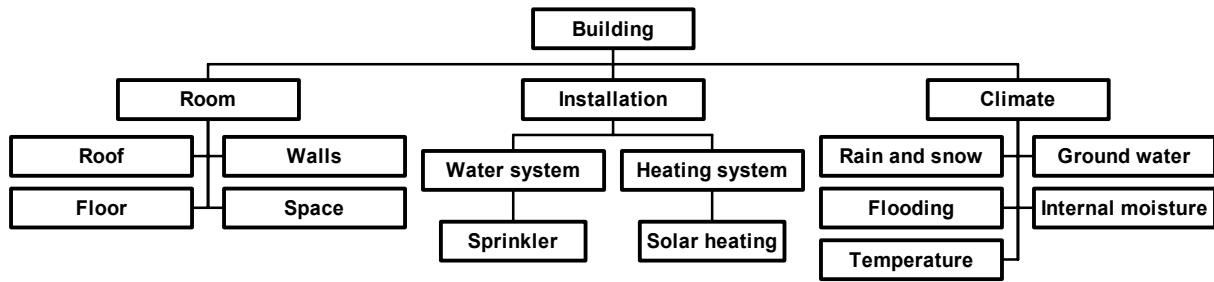 Building
Room
Installation
Climate
Roof
Walls
Water system
Heating system
Rain and snow
Ground water
Floor
Space
Flooding
Internal moisture
Sprinkler
Solar heating
Temperature